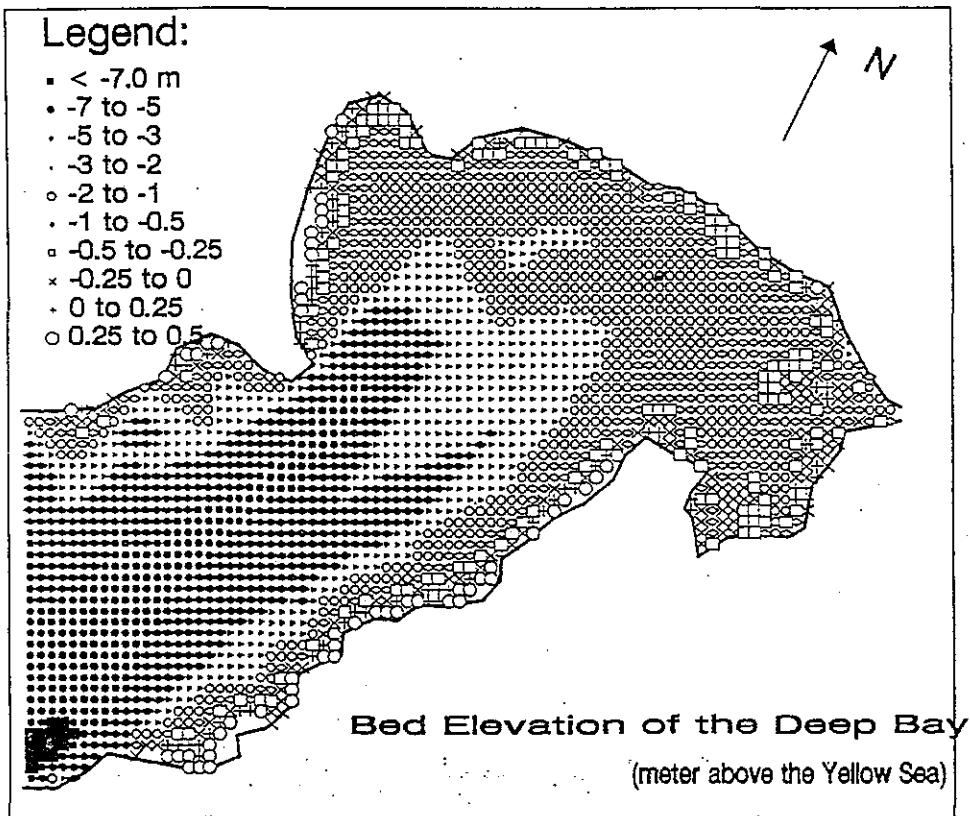 Legend:
< -7.0 m
-7 to -5
-5 to -3
-3 to -2
-2 to -1
-1 to -0.5
-0.5 to -0.25
-0.25 to 0
0 to 0.25
0.25 to 0.5
N
Bed Elevation of the Deep Bay
(meter above the Yellow Sea)